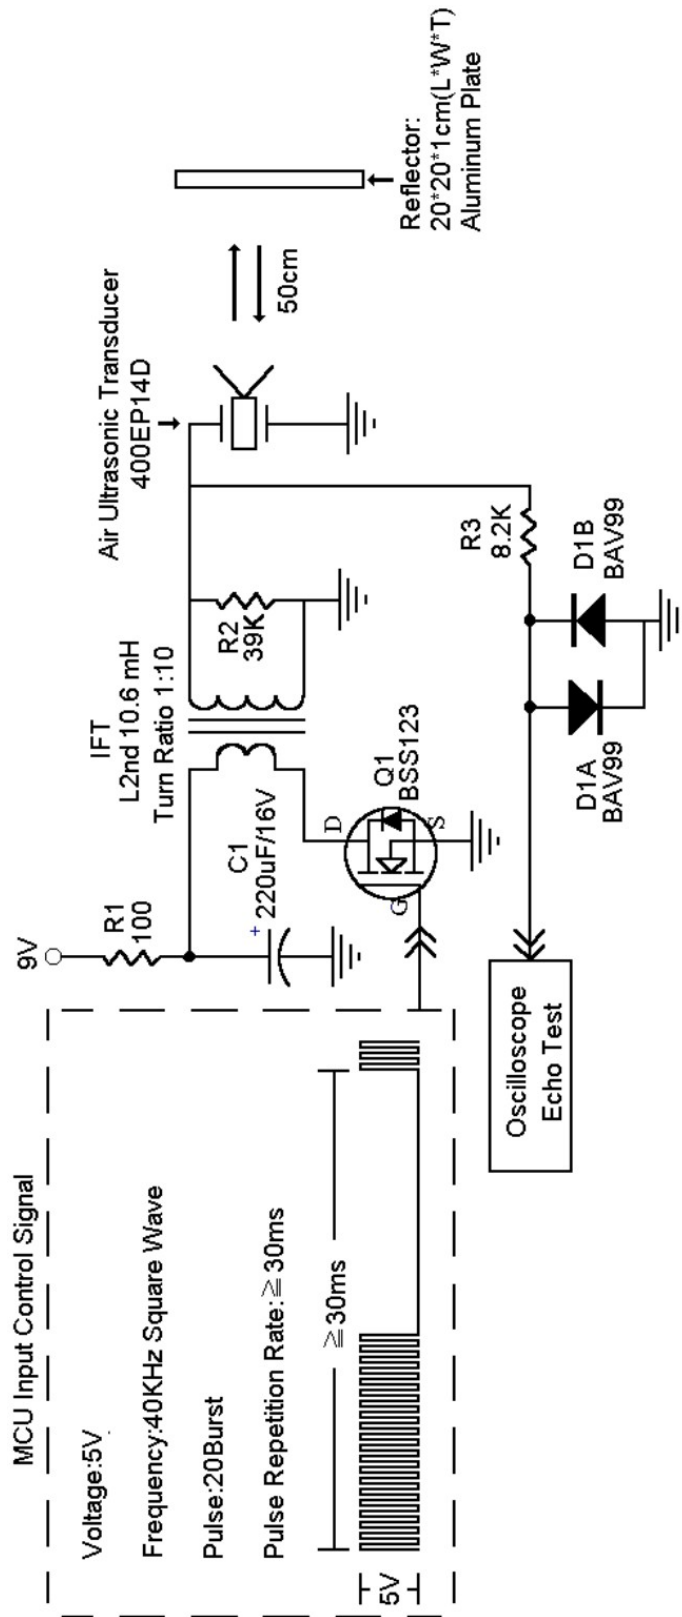 MCU Input Control Signal
Voltage:5V
Frequency:40KHz Square Wave
Pulse:20Burst
Pulse Repetition Rate:≧30ms
≧30ms
5V
9V
R1
100
C1
+
220uF/16V
IFT
L2nd 10.6 mH
Turn Ratio 1:10
R2
39K
Q1
BSS123
D
G
S
Air Ultrasonic Transducer
400EP14D
50cm
Reflector:
20*20*1cm(L*W*T)
Aluminum Plate
R3
8.2K
D1A
BAV99
D1B
BAV99
Oscilloscope
Echo Test